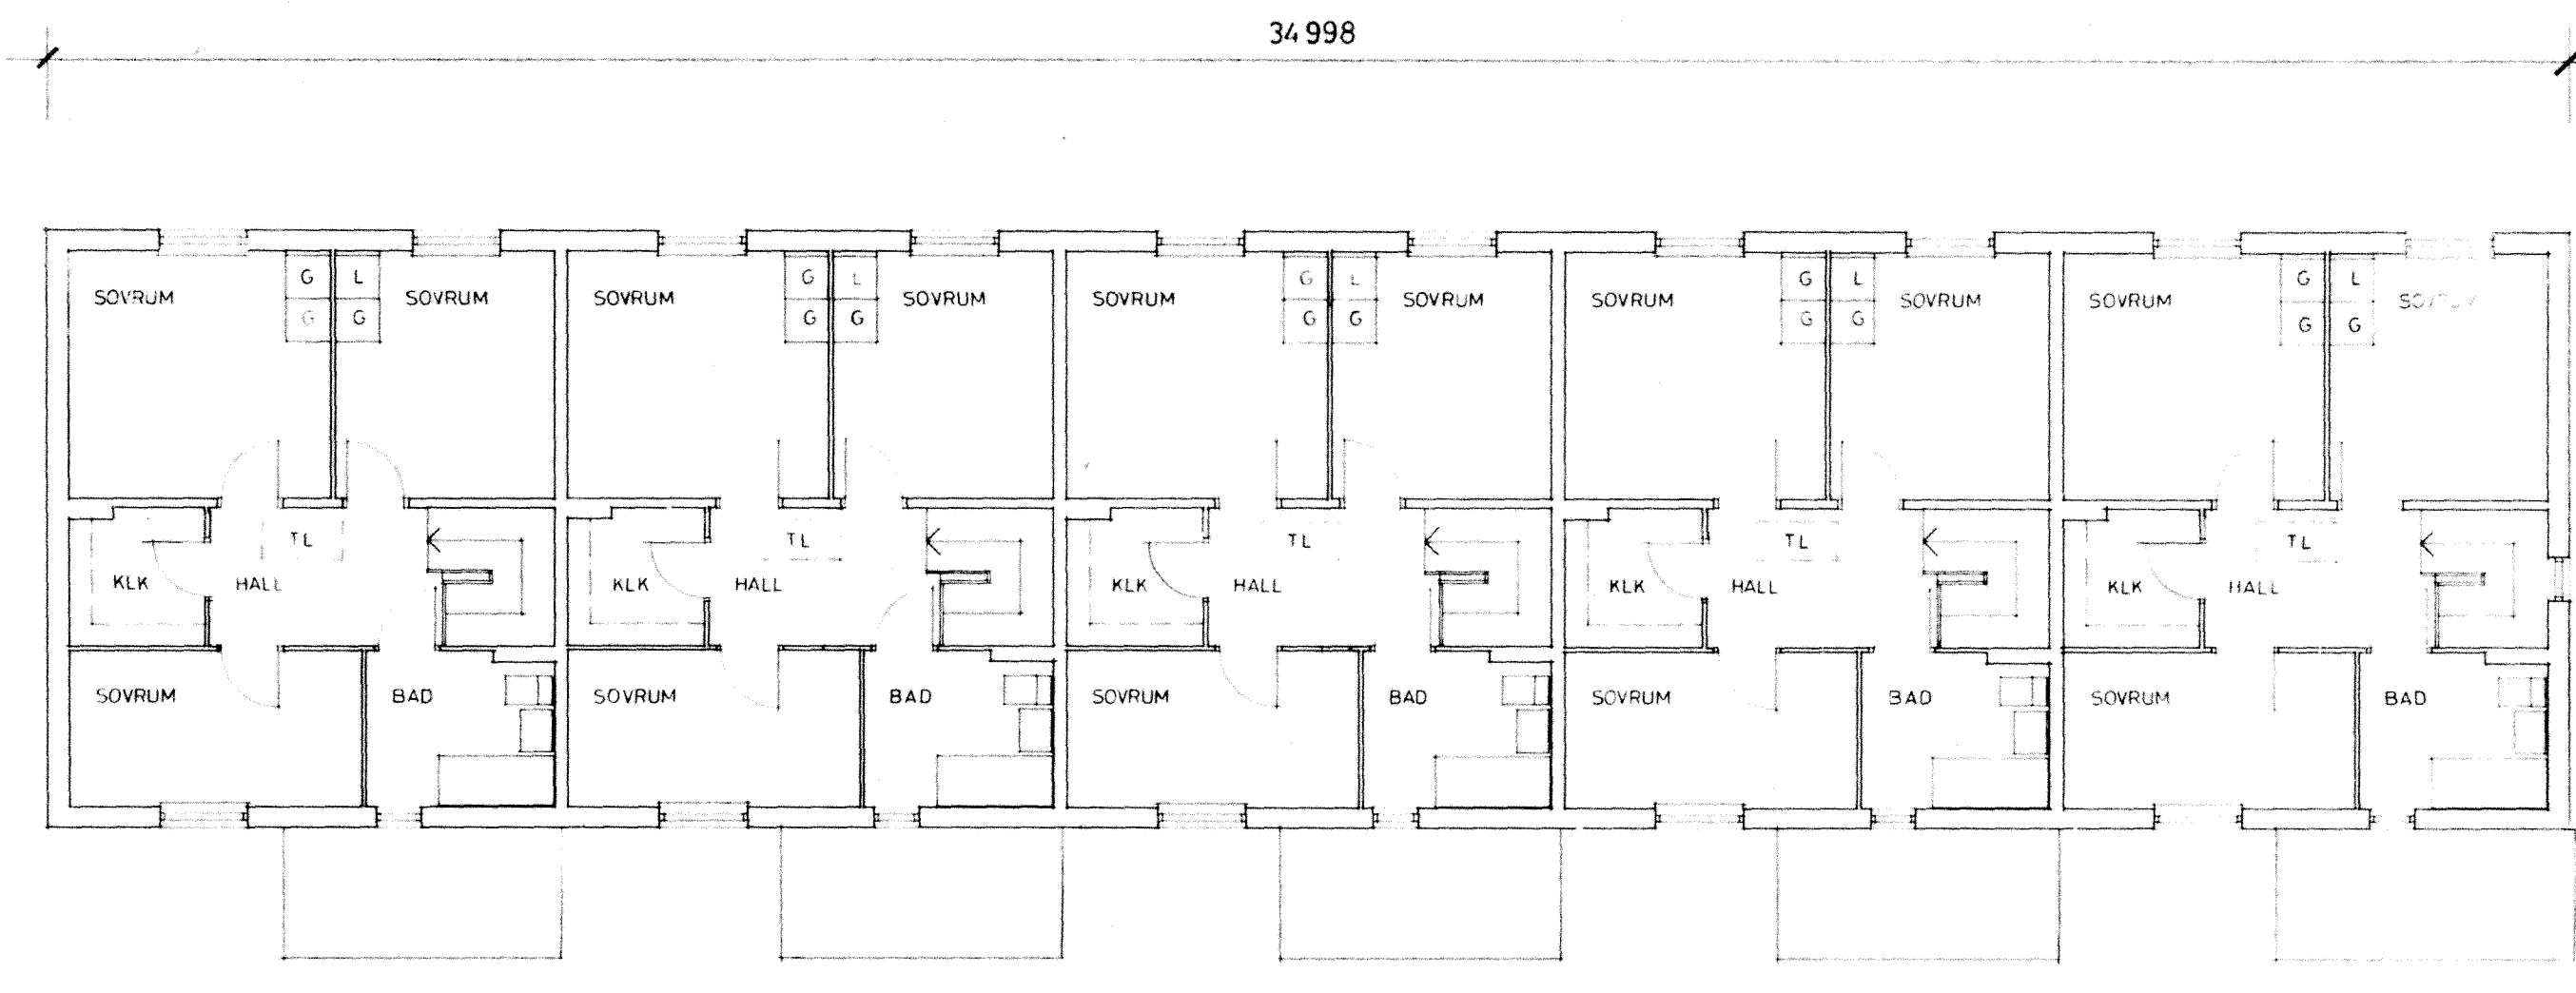 34 998
G L G L G L G L G L
SOVRUM SOVRUM SOVRUM SOVRUM SOVRUM SOVRUM SOVRUM SOVRUM SOVRUM SOVRUM
G G G G G G G G G G
TL TL TL TL TL
KLK HALL KLK HALL KLK HALL KLK HALL KLK HALL
SOVRUM BAD SOVRUM BAD SOVRUM BAD SOVRUM BAD SOVRUM BAD